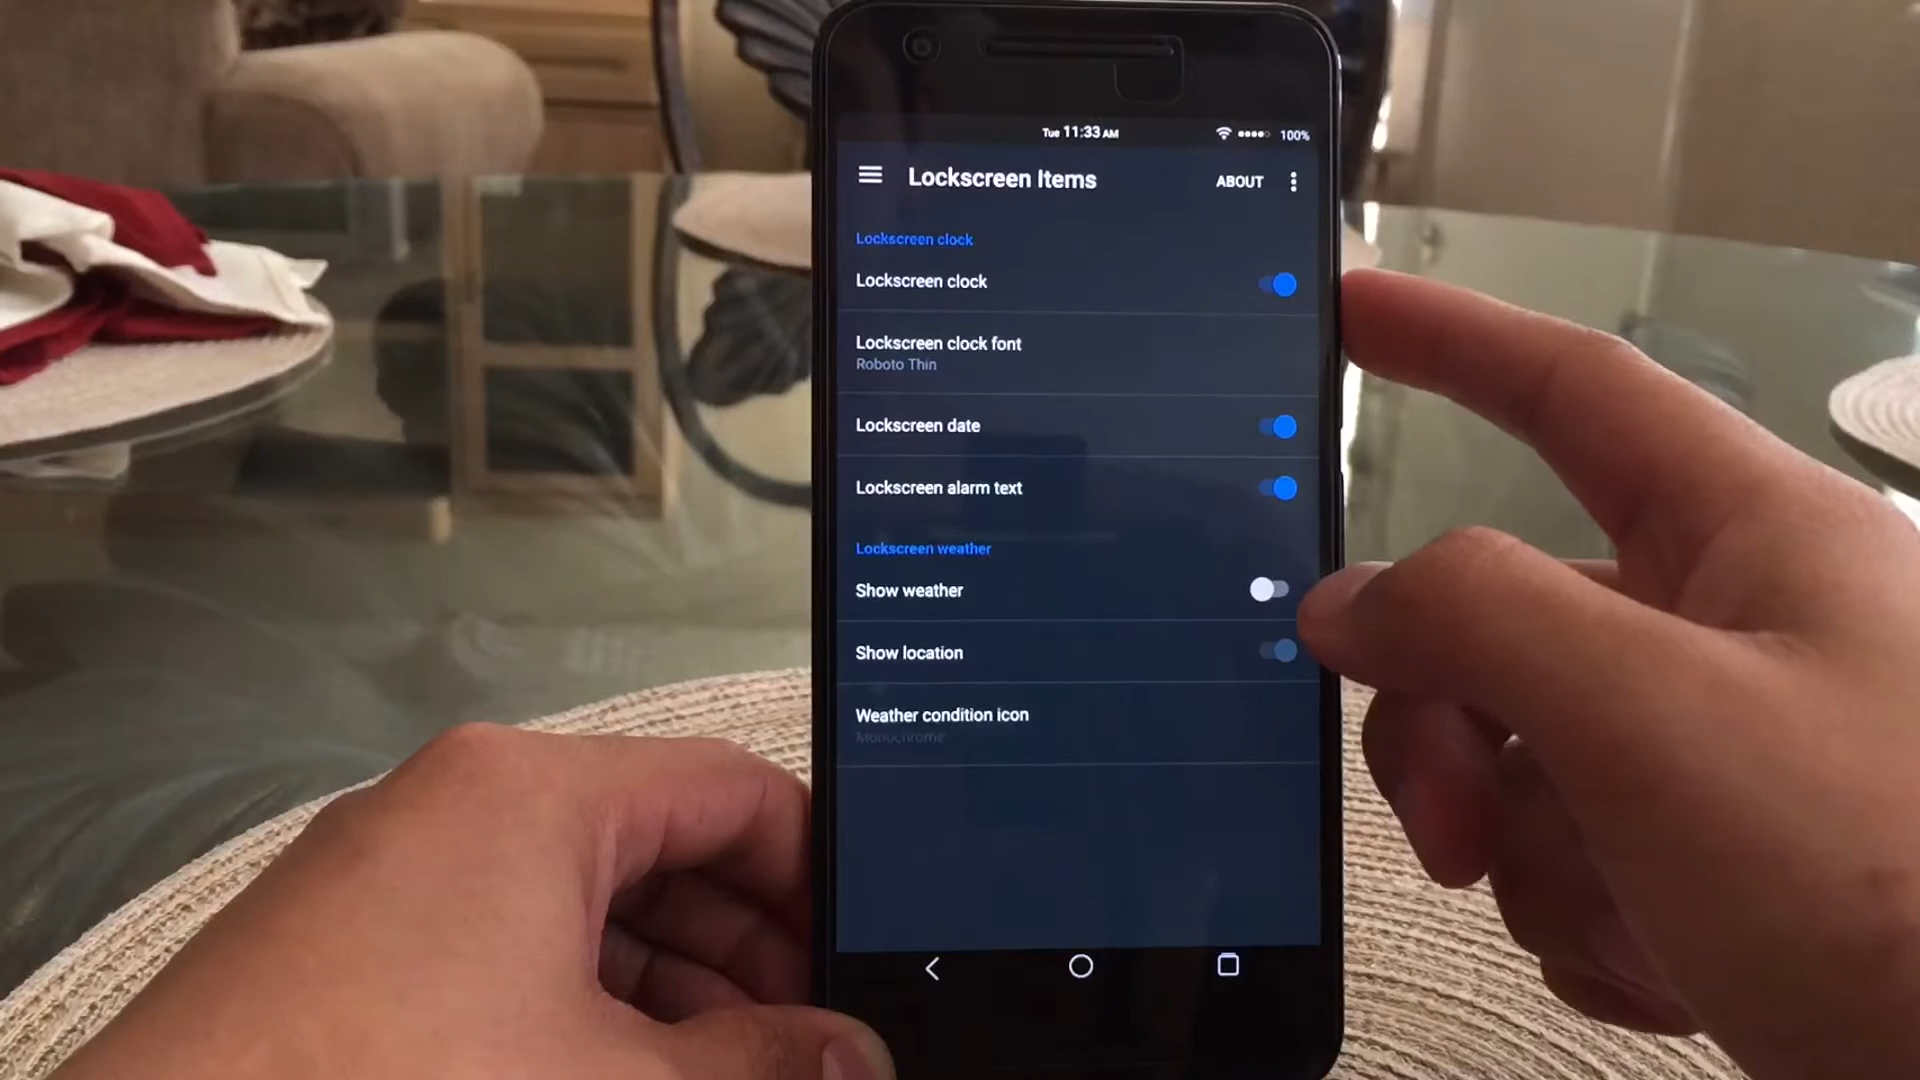 Tue 11:33 AM
100%
Lockscreen Items
ABOUT
Lockscreen clock
Lockscreen clock
Lockscreen clock font
Roboto Thin
Lockscreen date
Lockscreen alarm text
Lockscreen weather
Show weather
Show location
Weather condition icon
Monochrome